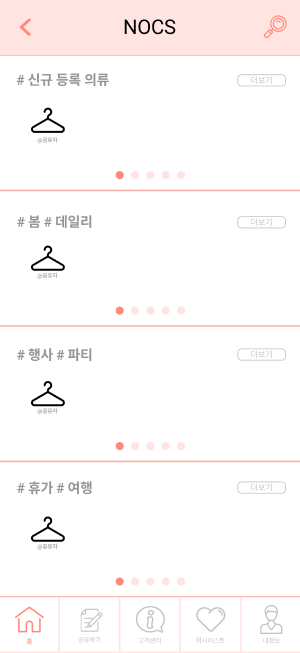 NOCS
# 신규 등록 의류
더보기
@공유자
# 봄 # 데일리
더보기
@공유자
# 행사 # 파티
더보기
@공유자
# 휴가 # 여행
더보기
@공유자
홈
공유하기
고객센터
위시리스트
내정보